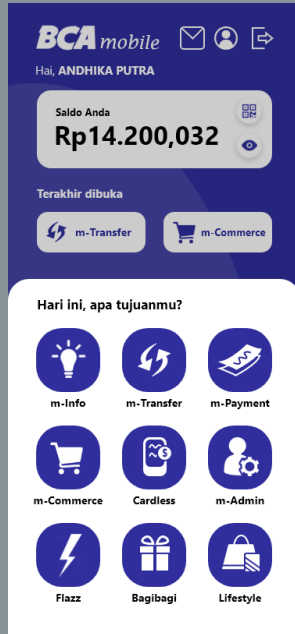 BCA mobile
Hai, ANDHIKA PUTRA
Saldo Anda
Rp14.200,032
Terakhir dibuka
m-Transfer m-Commerce
Hari ini, apa tujuanmu?
m-Info m-Transfer m-Payment
m-Commerce Cardless m-Admin
Flazz Bagibagi Lifestyle